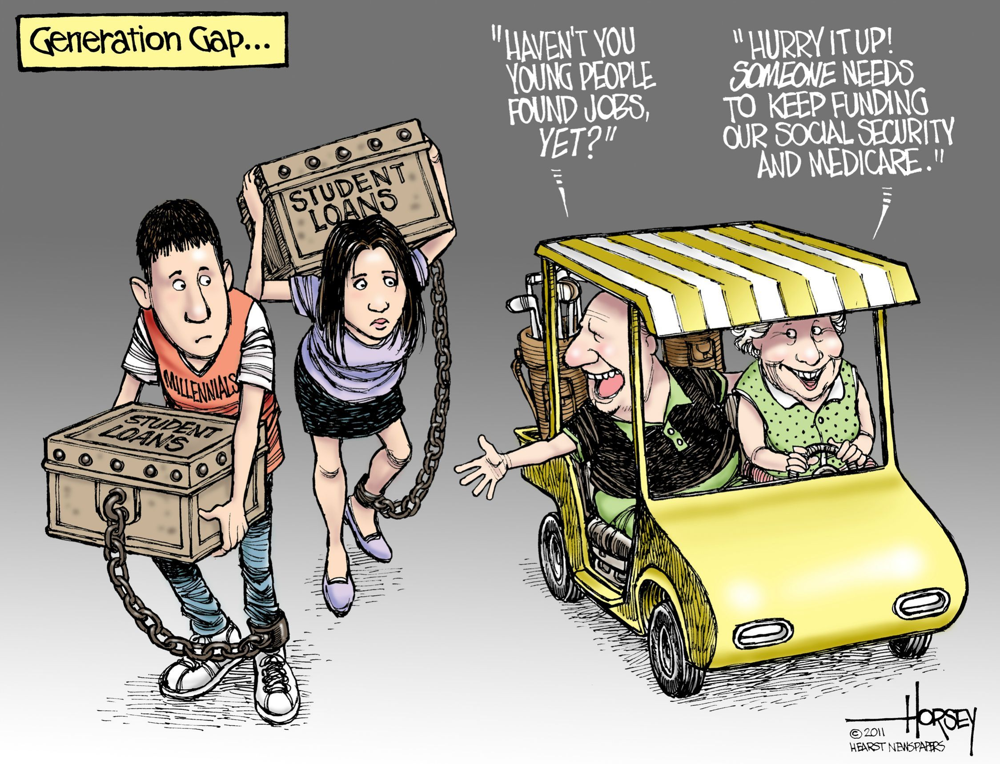 Generation Gap...
"HAVEN'T YOU
YOUNG PEOPLE
FOUND JOBS,
YET?"
"HURRY IT UP!
SOMEONE NEEDS
TO KEEP FUNDING
OUR SOCIAL SECURITY
AND MEDICARE."
STUDENT
LOANS
MILLENNIALS
STUDENT
LOANS
HORSEY
© 2011
HEARST NEWSPAPERS